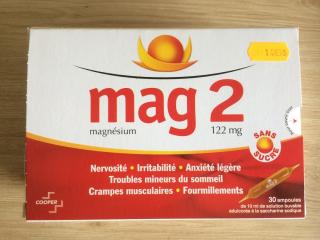 mag 2
magnésium 122 mg
SANS
SUCRE
Nervosité • Irritabilité • Anxiété légère
Troubles mineurs du sommeil
Crampes musculaires • Fourmillements
COOPER
30 ampoules
de 10 ml de solution buvable
édulcorée à la saccharine sodique